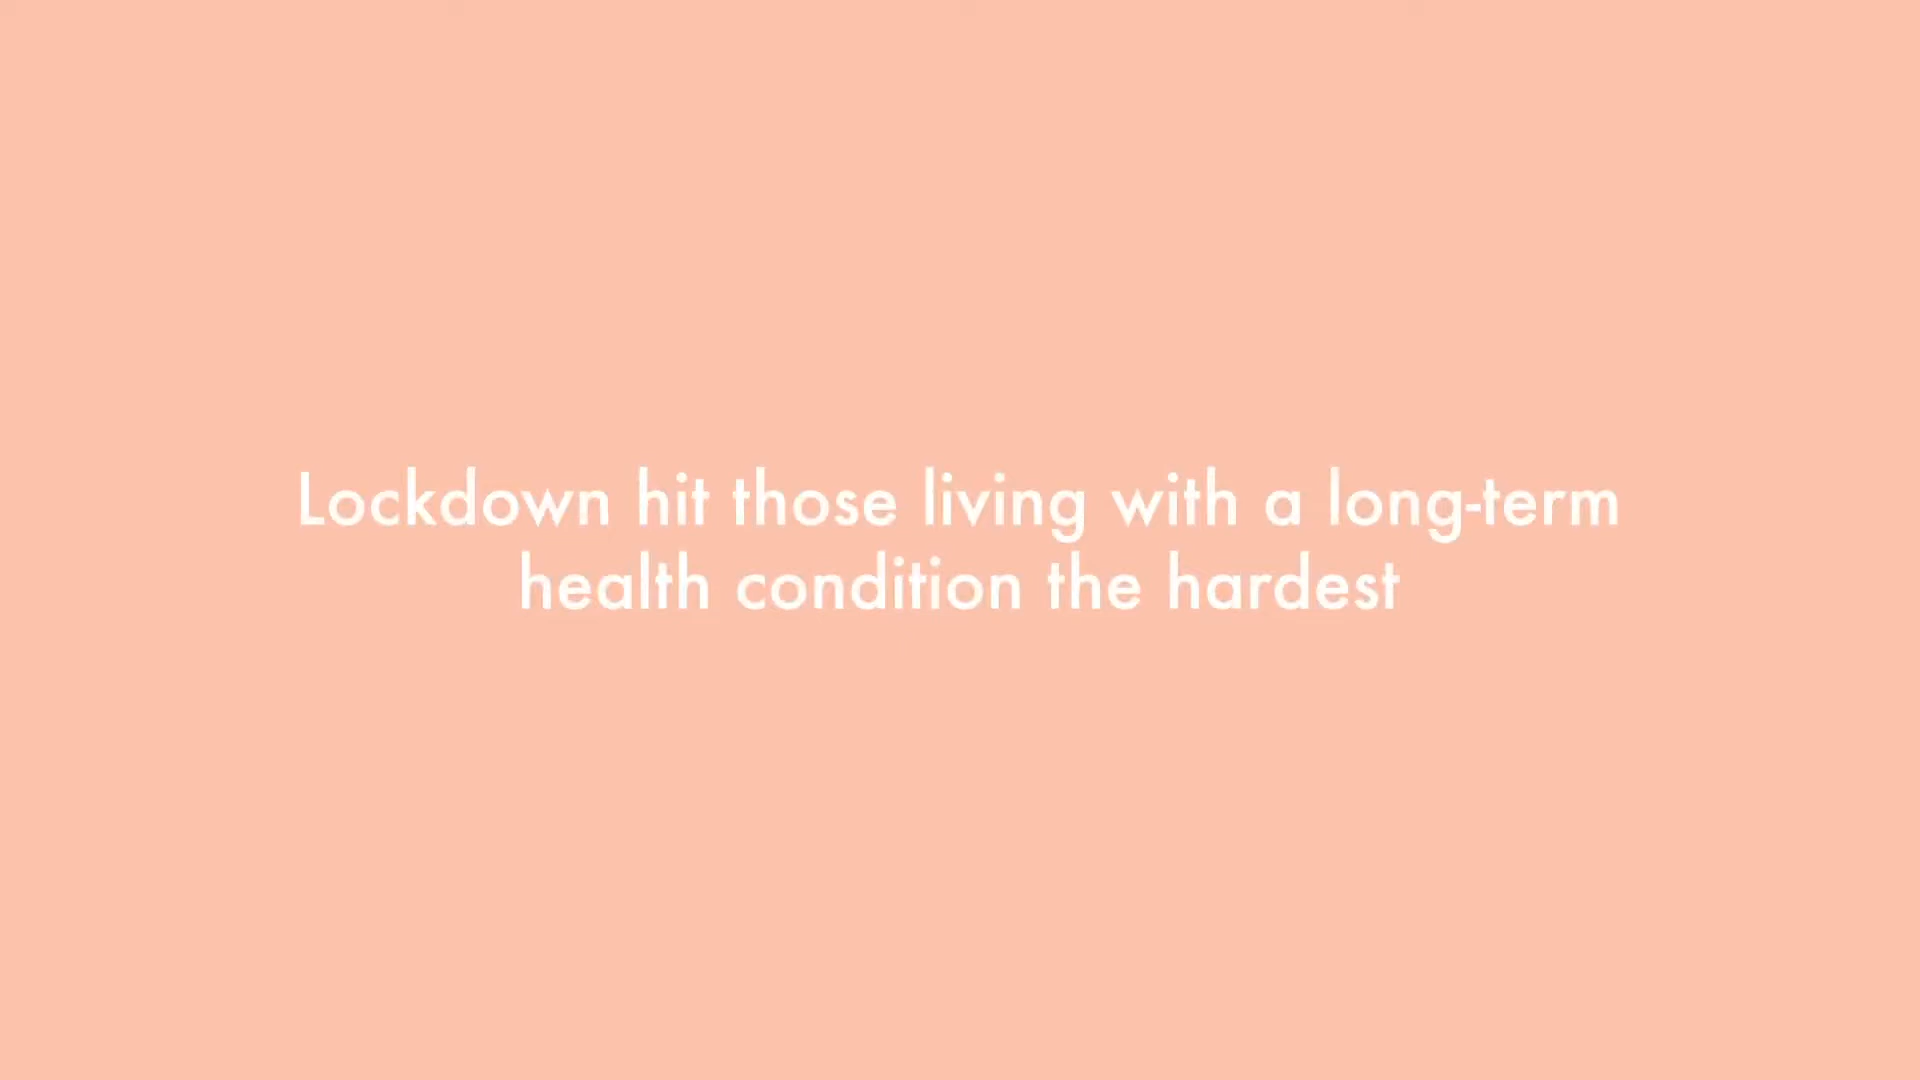 Lockdown hit those living with a long-term
health condition the hardest